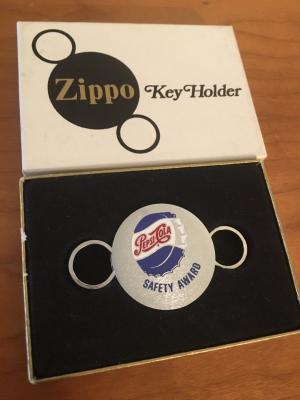 Zippo Key Holder
PEPSI-COLA
SAFETY AWARD